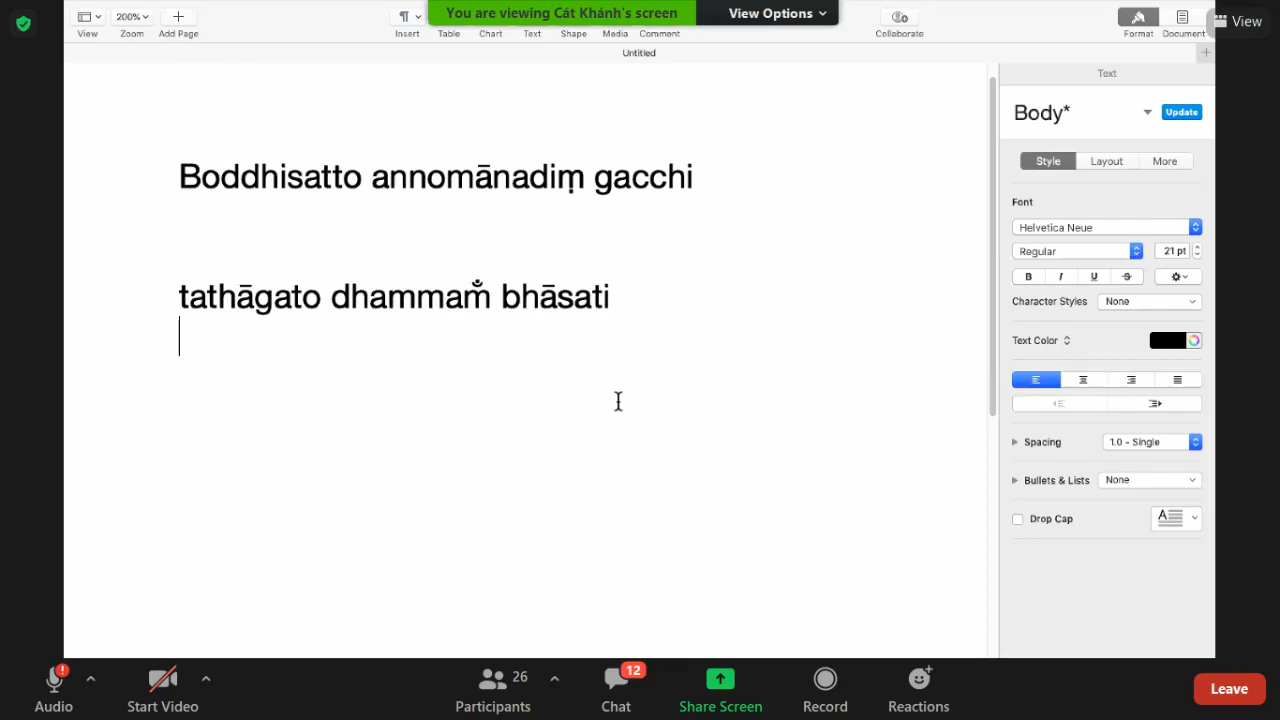 You are viewing Cát Khánh's screen
View Options
View
200%
View
Zoom
Add Page
Insert
Table
Chart
Text
Shape
Media
Comment
Collaborate
Format
Document
Untitled
Text
Body*
Update
Style
Layout
More
Font
Helvetica Neue
Regular
21 pt
B
I
U
S
Character Styles
None
Text Color
Spacing
1.0 - Single
Bullets & Lists
None
Drop Cap
A
Boddhisatto annomānadiṃ gacchi
tathāgato dhammam̐ bhāsati
Audio
Start Video
26
Participants
12
Chat
Share Screen
Record
Reactions
Leave